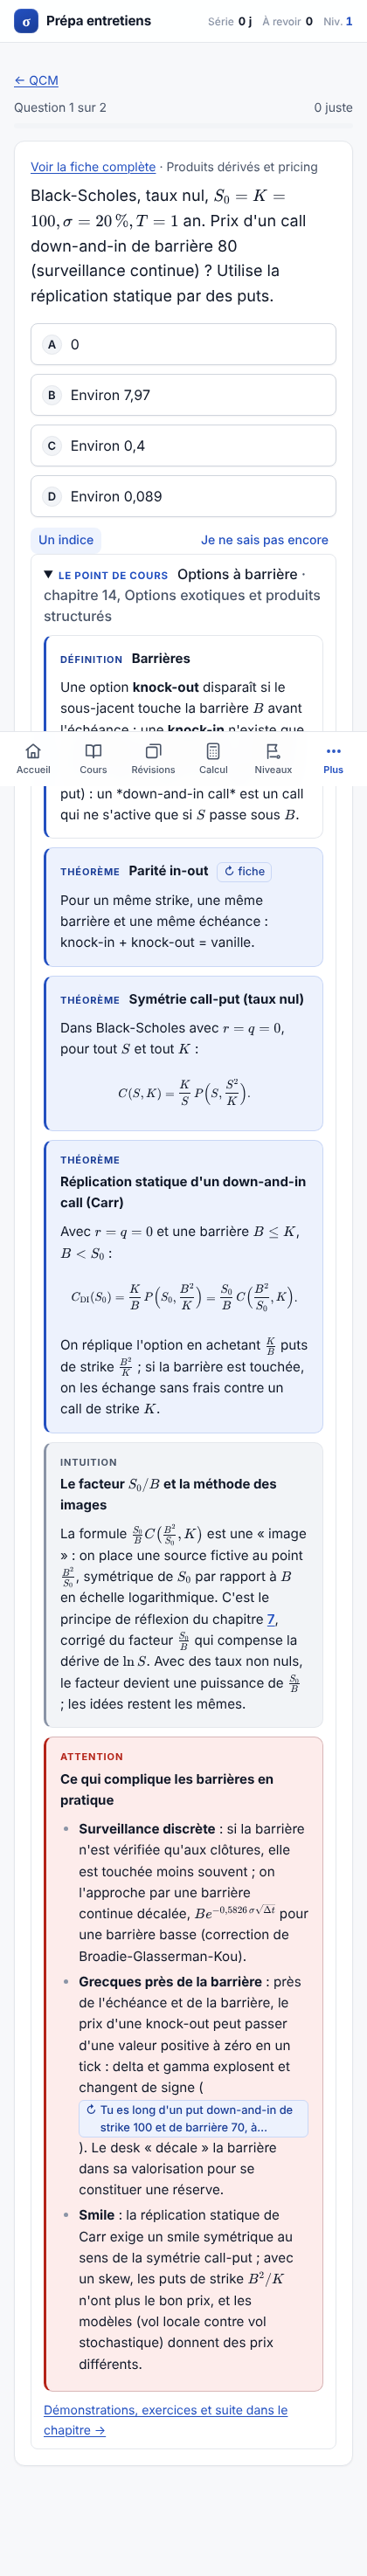 σ Prépa entretiens Série 0 j À revoir 0 Niv. 1
← QCM
Question 1 sur 2 0 juste
Voir la fiche complète · Produits dérivés et pricing
Black-Scholes, taux nul, S₀ = K =
100, σ = 20 %, T = 1 an. Prix d'un call
down-and-in de barrière 80
(surveillance continue) ? Utilise la
réplication statique par des puts.
A 0
B Environ 7,97
C Environ 0,4
D Environ 0,089
Un indice Je ne sais pas encore
▼ LE POINT DE COURS Options à barrière ·
chapitre 14, Options exotiques et produits
structurés
DÉFINITION Barrières
Une option knock-out disparaît si le
sous-jacent touche la barrière B avant
l'échéance ; une knock-in n'existe que
Accueil Cours Révisions Calcul Niveaux Plus
put) : un *down-and-in call* est un call
qui ne s'active que si S passe sous B.
THÉORÈME Parité in-out ↻ fiche
Pour un même strike, une même
barrière et une même échéance :
knock-in + knock-out = vanille.
THÉORÈME Symétrie call-put (taux nul)
Dans Black-Scholes avec r = q = 0,
pour tout S et tout K :
C(S, K) = K/S P(S, S²/K).
THÉORÈME
Réplication statique d'un down-and-in
call (Carr)
Avec r = q = 0 et une barrière B ≤ K,
B < S₀ :
C_DI(S₀) = K/B P(S₀, B²/K) = S₀/B C(B²/S₀, K).
On réplique l'option en achetant K/B puts
de strike B²/K ; si la barrière est touchée,
on les échange sans frais contre un
call de strike K.
INTUITION
Le facteur S₀/B et la méthode des
images
La formule S₀/B C(B²/S₀, K) est une « image
» : on place une source fictive au point
B²/S₀, symétrique de S₀ par rapport à B
en échelle logarithmique. C'est le
principe de réflexion du chapitre 7,
corrigé du facteur S₀/B qui compense la
dérive de ln S. Avec des taux non nuls,
le facteur devient une puissance de S₀/B
; les idées restent les mêmes.
ATTENTION
Ce qui complique les barrières en
pratique
• Surveillance discrète : si la barrière
n'est vérifiée qu'aux clôtures, elle
est touchée moins souvent ; on
l'approche par une barrière
continue décalée, Be^(−0,5826 σ√Δt) pour
une barrière basse (correction de
Broadie-Glasserman-Kou).
• Grecques près de la barrière : près
de l'échéance et de la barrière, le
prix d'un knock-out peut passer
d'une valeur positive à zéro en un
tick : delta et gamma explosent et
changent de signe (
↻ Tu es long d'un put down-and-in de
strike 100 et de barrière 70, à…
). Le desk « décale » la barrière
dans sa valorisation pour se
constituer une réserve.
• Smile : la réplication statique de
Carr exige un smile symétrique au
sens de la symétrie call-put ; avec
un skew, les puts de strike B²/K
n'ont plus le bon prix, et les
modèles (vol locale contre vol
stochastique) donnent des prix
différents.
Démonstrations, exercices et suite dans le
chapitre →